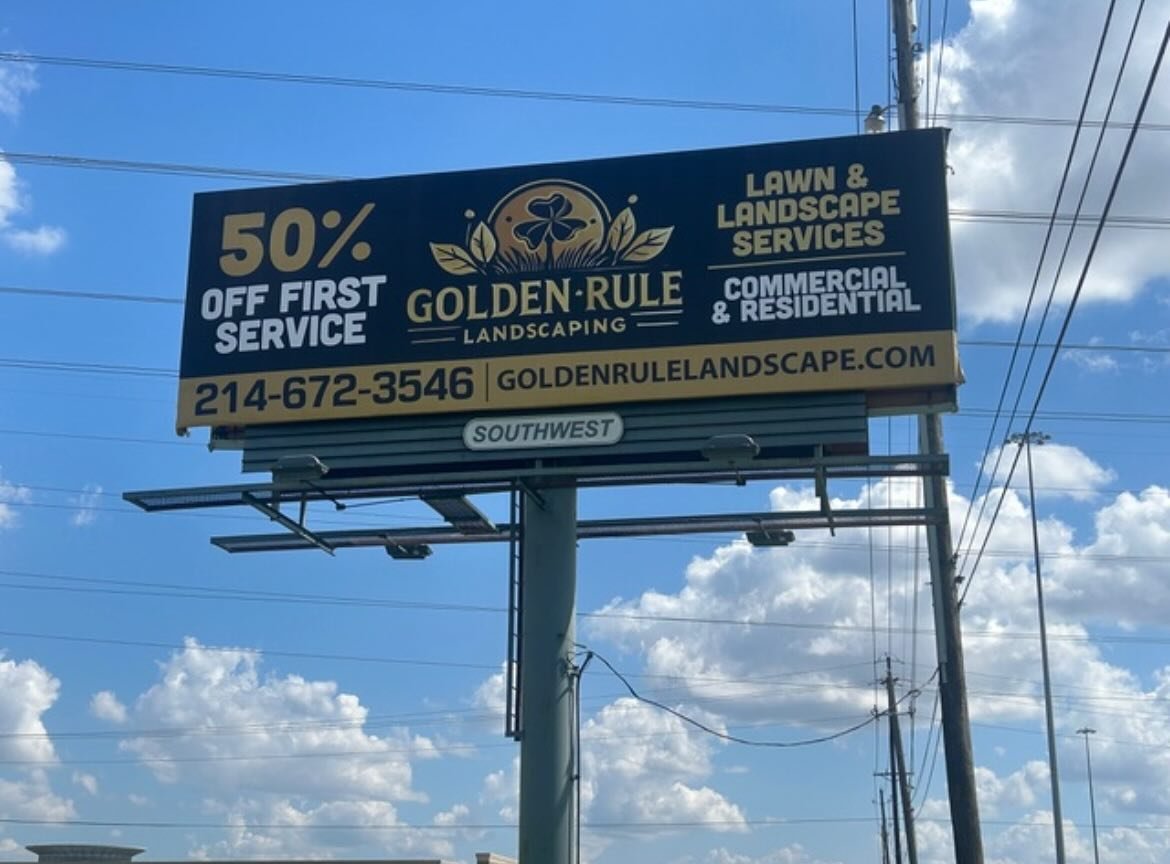 50%
OFF FIRST
SERVICE
GOLDEN·RULE
LANDSCAPING
LAWN &
LANDSCAPE
SERVICES
COMMERCIAL
& RESIDENTIAL
214-672-3546 | GOLDENRULELANDSCAPE.COM
SOUTHWEST